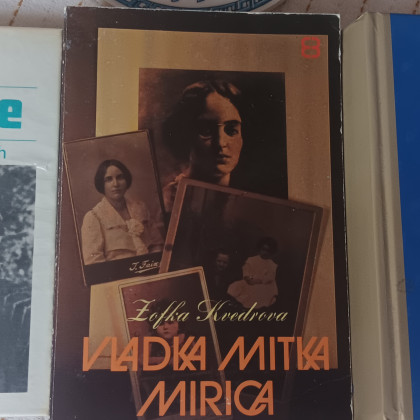 e
n
Zofka Kvedrova
VLADKA MITKA
MIRICA